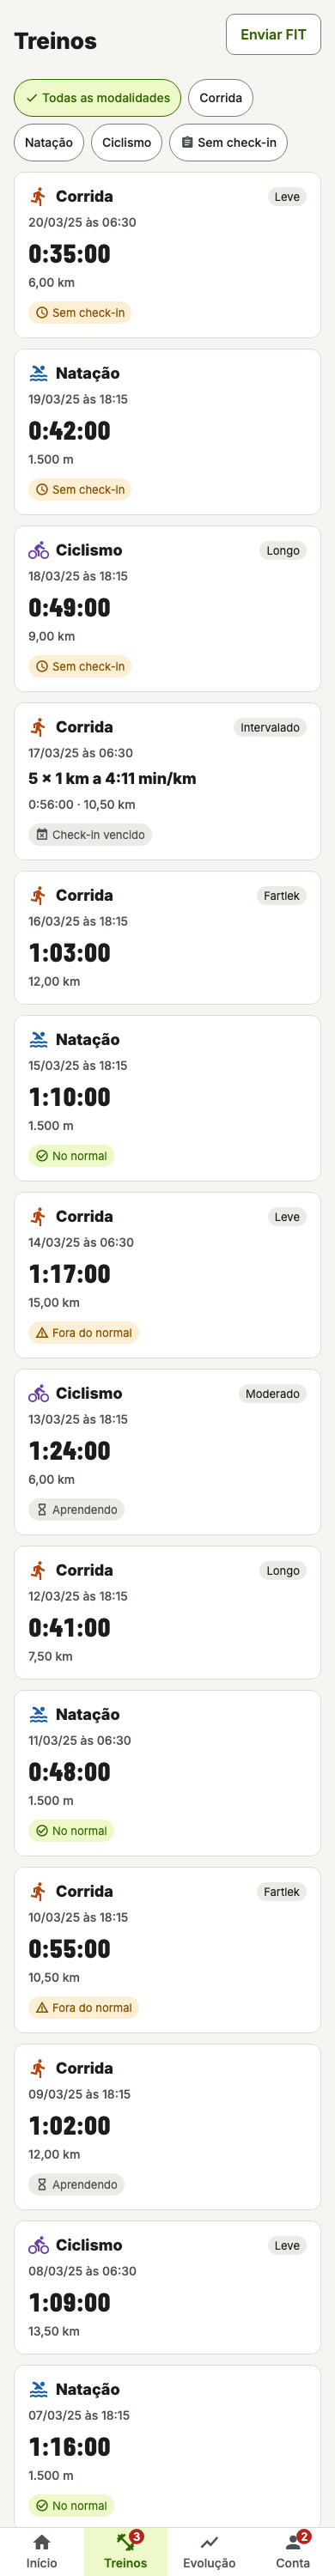 Treinos
Enviar FIT
Todas as modalidades
Corrida
Natação
Ciclismo
Sem check-in
Corrida
Leve
20/03/25 às 06:30
0:35:00
6,00 km
Sem check-in
Natação
19/03/25 às 18:15
0:42:00
1.500 m
Sem check-in
Ciclismo
Longo
18/03/25 às 18:15
0:49:00
9,00 km
Sem check-in
Corrida
Intervalado
17/03/25 às 06:30
5 × 1 km a 4:11 min/km
0:56:00 · 10,50 km
Check-in vencido
Corrida
Fartlek
16/03/25 às 18:15
1:03:00
12,00 km
Natação
15/03/25 às 18:15
1:10:00
1.500 m
No normal
Corrida
Leve
14/03/25 às 06:30
1:17:00
15,00 km
Fora do normal
Ciclismo
Moderado
13/03/25 às 18:15
1:24:00
6,00 km
Aprendendo
Corrida
Longo
12/03/25 às 18:15
0:41:00
7,50 km
Natação
11/03/25 às 06:30
0:48:00
1.500 m
No normal
Corrida
Fartlek
10/03/25 às 18:15
0:55:00
10,50 km
Fora do normal
Corrida
09/03/25 às 18:15
1:02:00
12,00 km
Aprendendo
Ciclismo
Leve
08/03/25 às 06:30
1:09:00
13,50 km
Natação
07/03/25 às 18:15
1:16:00
1.500 m
No normal
3
2
Início
Treinos
Evolução
Conta